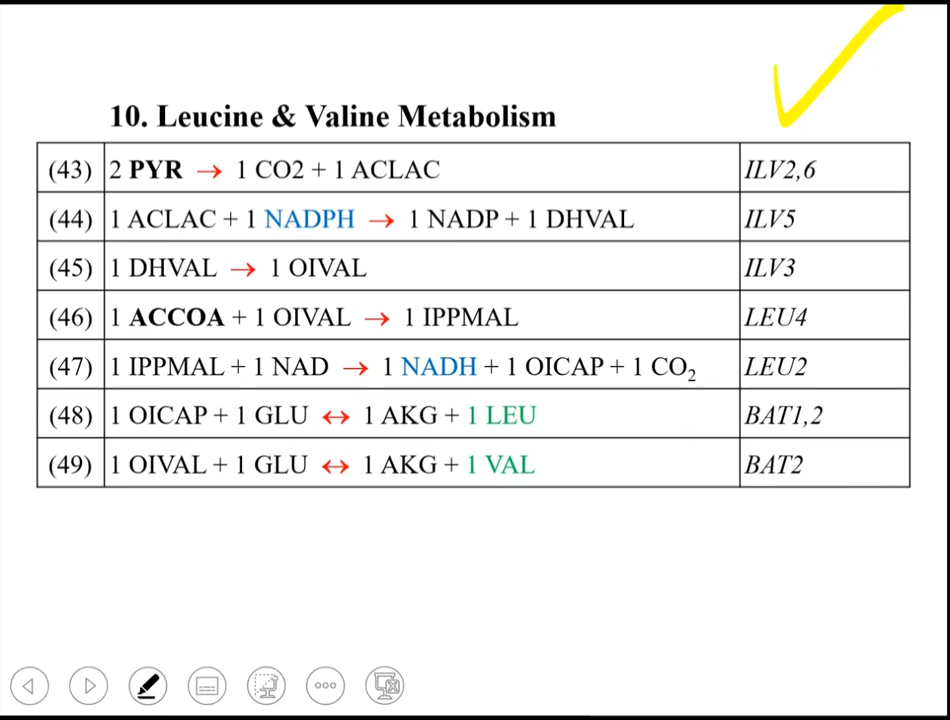 10. Leucine & Valine Metabolism
(43) 2 PYR → 1 CO2 + 1 ACLAC ILV2,6
(44) 1 ACLAC + 1 NADPH → 1 NADP + 1 DHVAL ILV5
(45) 1 DHVAL → 1 OIVAL ILV3
(46) 1 ACCOA + 1 OIVAL → 1 IPPMAL LEU4
(47) 1 IPPMAL + 1 NAD → 1 NADH + 1 OICAP + 1 CO₂ LEU2
(48) 1 OICAP + 1 GLU ↔ 1 AKG + 1 LEU BAT1,2
(49) 1 OIVAL + 1 GLU ↔ 1 AKG + 1 VAL BAT2